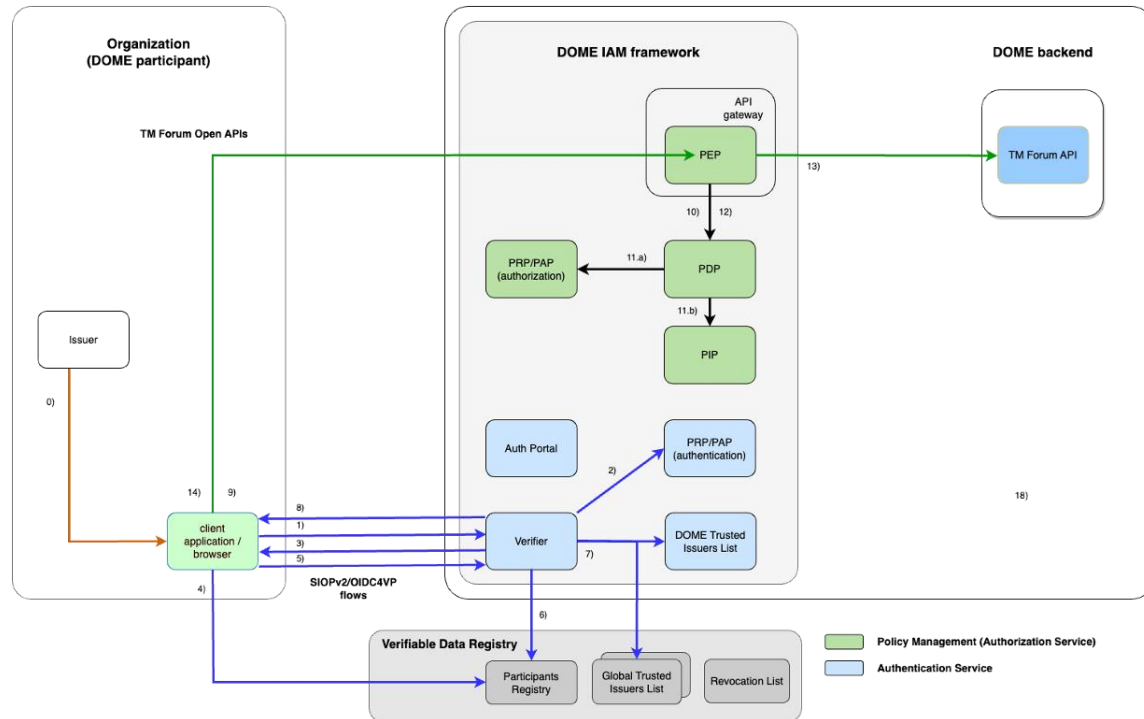 Organization
(DOME participant)
DOME IAM framework
DOME backend
API
gateway
TM Forum Open APIs
PEP
13)
TM Forum API
10)
12)
PRP/PAP
(authorization)
11.a)
PDP
11.b)
Issuer
PIP
0)
Auth Portal
PRP/PAP
(authentication)
2)
14)
9)
18)
8)
client
application /
browser
1)
3)
5)
Verifier
7)
DOME Trusted
Issuers List
4)
SIOPv2/OIDC4VP
flows
6)
Verifiable Data Registry
Participants
Registry
Global Trusted
Issuers List
Revocation List
Policy Management (Authorization Service)
Authentication Service